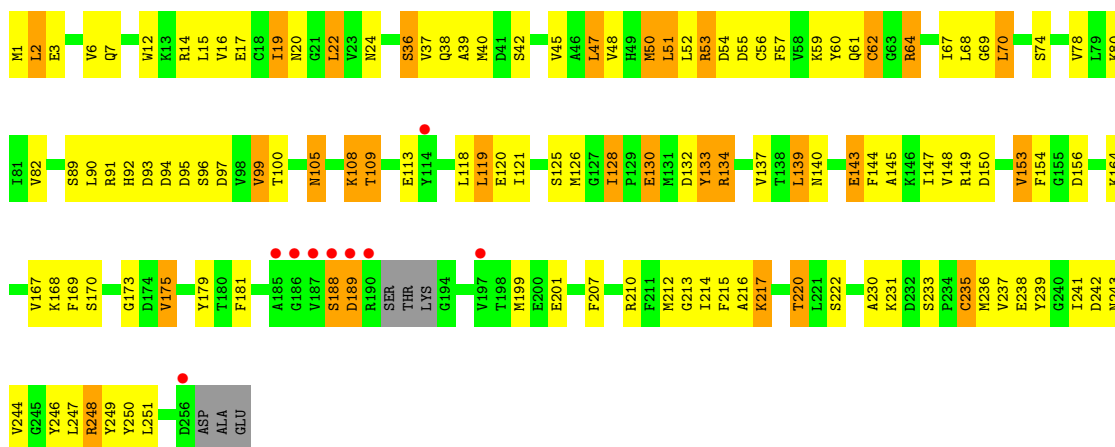 M1 L2 E3 V6 Q7 W12 K13 R14 L15 V16 E17 C18 I19 N20 G21 L22 V23 N24 S36 V37 Q38 A39 M40 D41 S42 V45 A46 L47 V48 H49 M50 L51 L52 R53 D54 D55 C56 F57 V58 K59 Y60 Q61 C62 G63 R64 I67 L68 G69 L70 S74 V78 L79 K80
I81 V82 S89 L90 R91 H92 D93 D94 D95 S96 D97 V98 V99 T100 N105 K108 T109 E113 Y114 L118 L119 E120 I121 S125 M126 G127 I128 P129 E130 M131 D132 Y133 R134 V137 T138 L139 N140 E143 F144 A145 K146 I147 V148 R149 D150 V153 F154 G155 D156 K164
V167 K168 F169 S170 G173 D174 V175 Y179 T180 F181 A185 G186 V187 S188 D189 R190 SER THR LYS G194 V197 T198 M199 E200 E201 F207 R210 F211 M212 G213 I214 F215 A216 K217 T220 L221 S222 A230 K231 D232 S233 P234 C235 M236 V237 E238 Y239 G240 I241 D242 N243
V244 G245 Y246 L247 R248 Y249 Y250 L251 D256 ASP ALA GLU